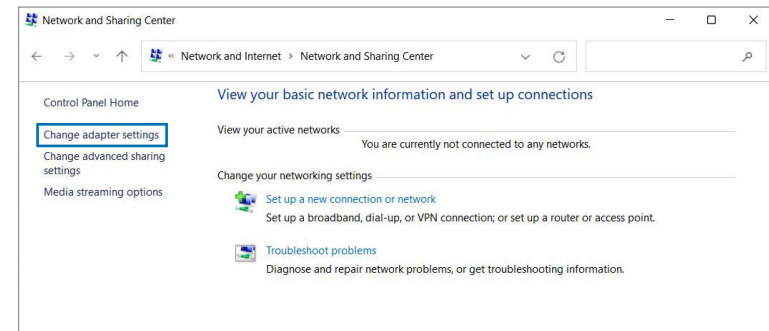 Network and Sharing Center
« Network and Internet > Network and Sharing Center
Control Panel Home
Change adapter settings
Change advanced sharing
settings
Media streaming options
View your basic network information and set up connections
View your active networks
You are currently not connected to any networks.
Change your networking settings
Set up a new connection or network
Set up a broadband, dial-up, or VPN connection; or set up a router or access point.
Troubleshoot problems
Diagnose and repair network problems, or get troubleshooting information.